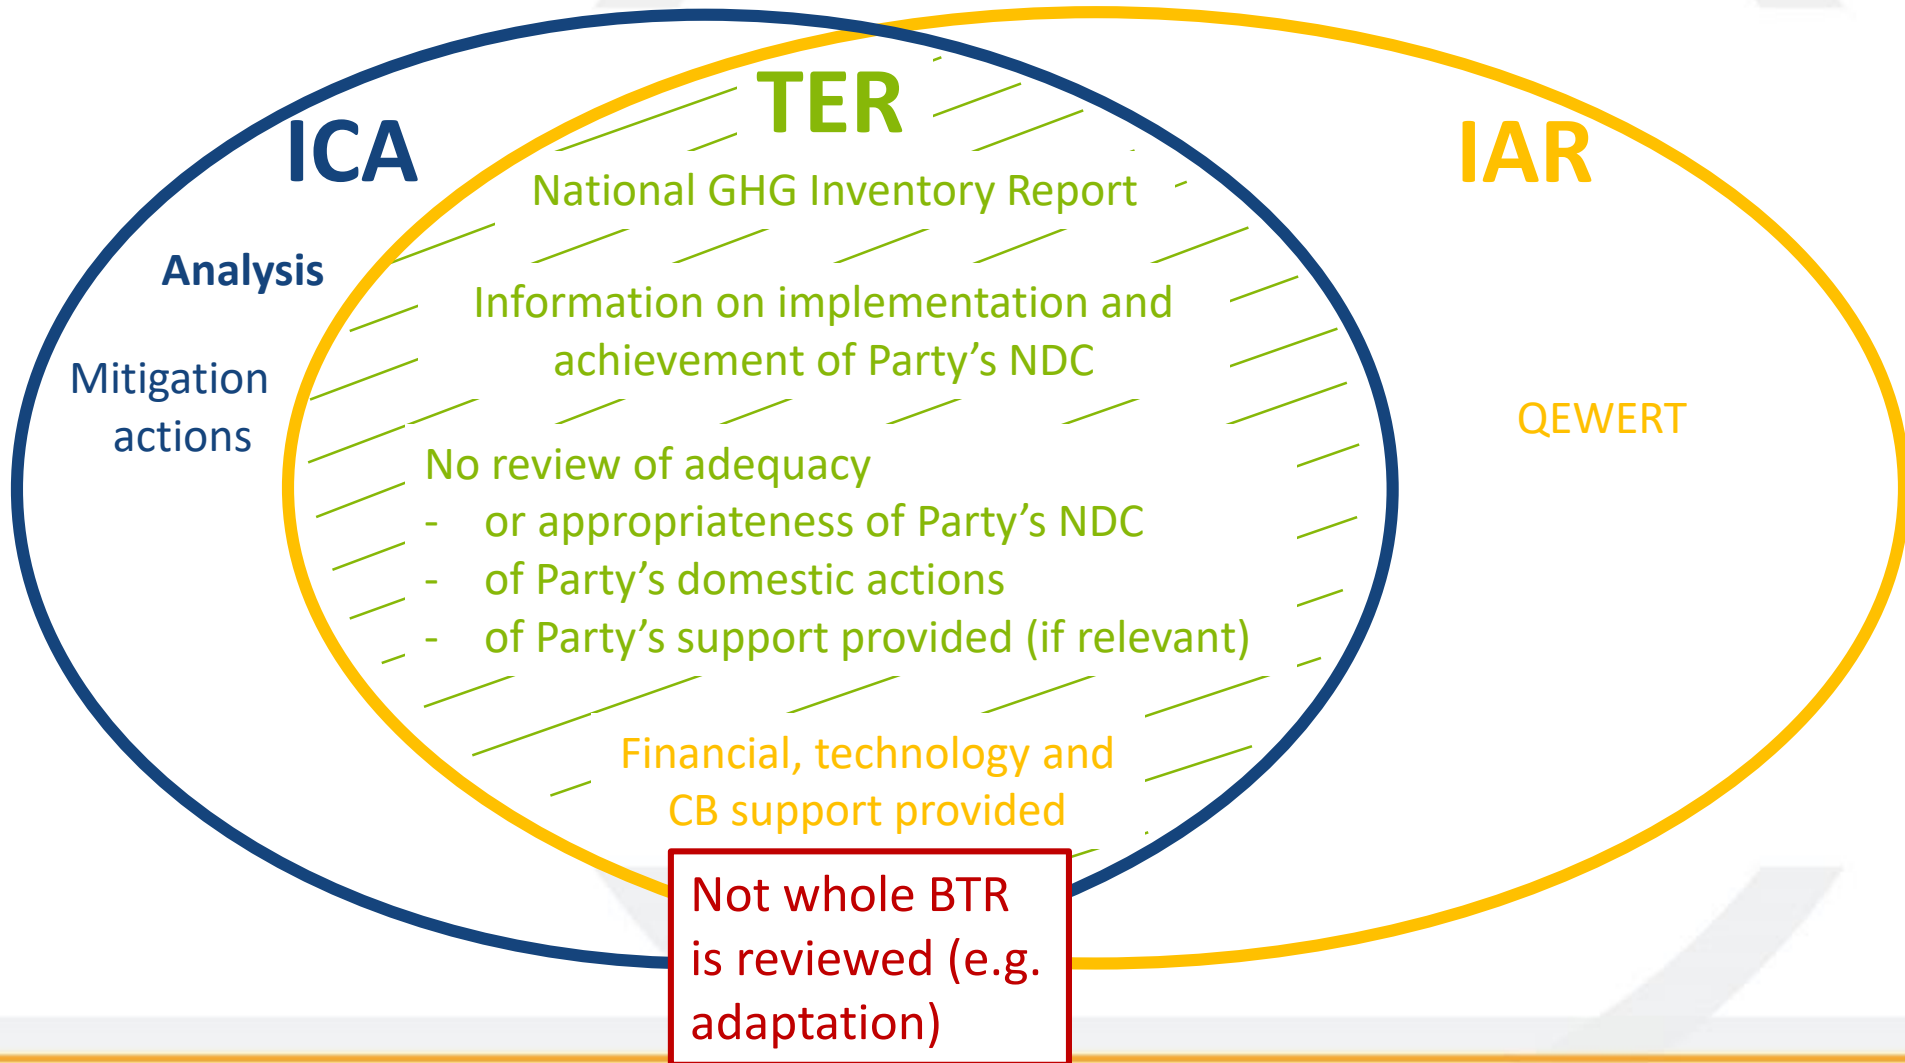 TER
ICA
IAR
National GHG Inventory Report
Analysis
Information on implementation and
achievement of Party’s NDC
Mitigation
actions
QEWERT
No review of adequacy
- or appropriateness of Party’s NDC
- of Party’s domestic actions
- of Party’s support provided (if relevant)
Financial, technology and
CB support provided
Not whole BTR
is reviewed (e.g.
adaptation)